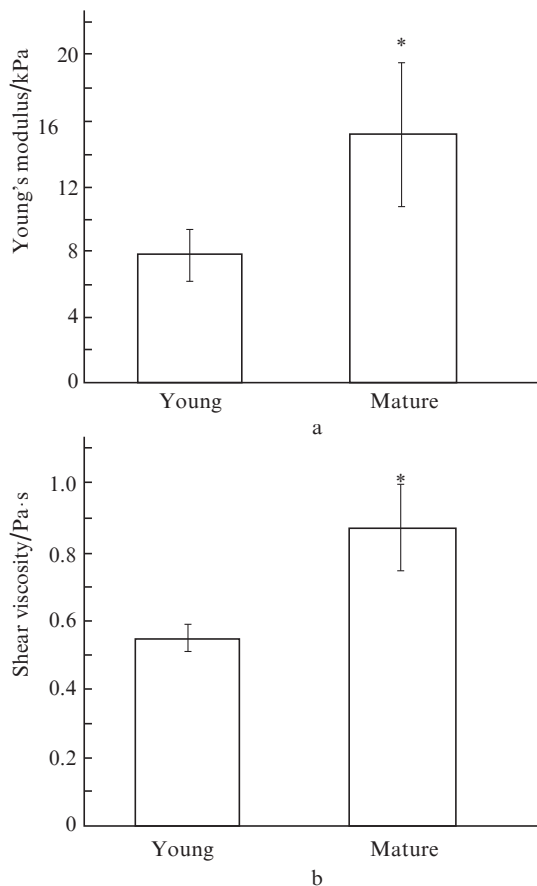 Young's modulus/kPa
20
16
12
8
4
0
*
Young
Mature
a
Shear viscosity/Pa·s
1.0
0.8
0.6
0.4
0.2
0
*
Young
Mature
b